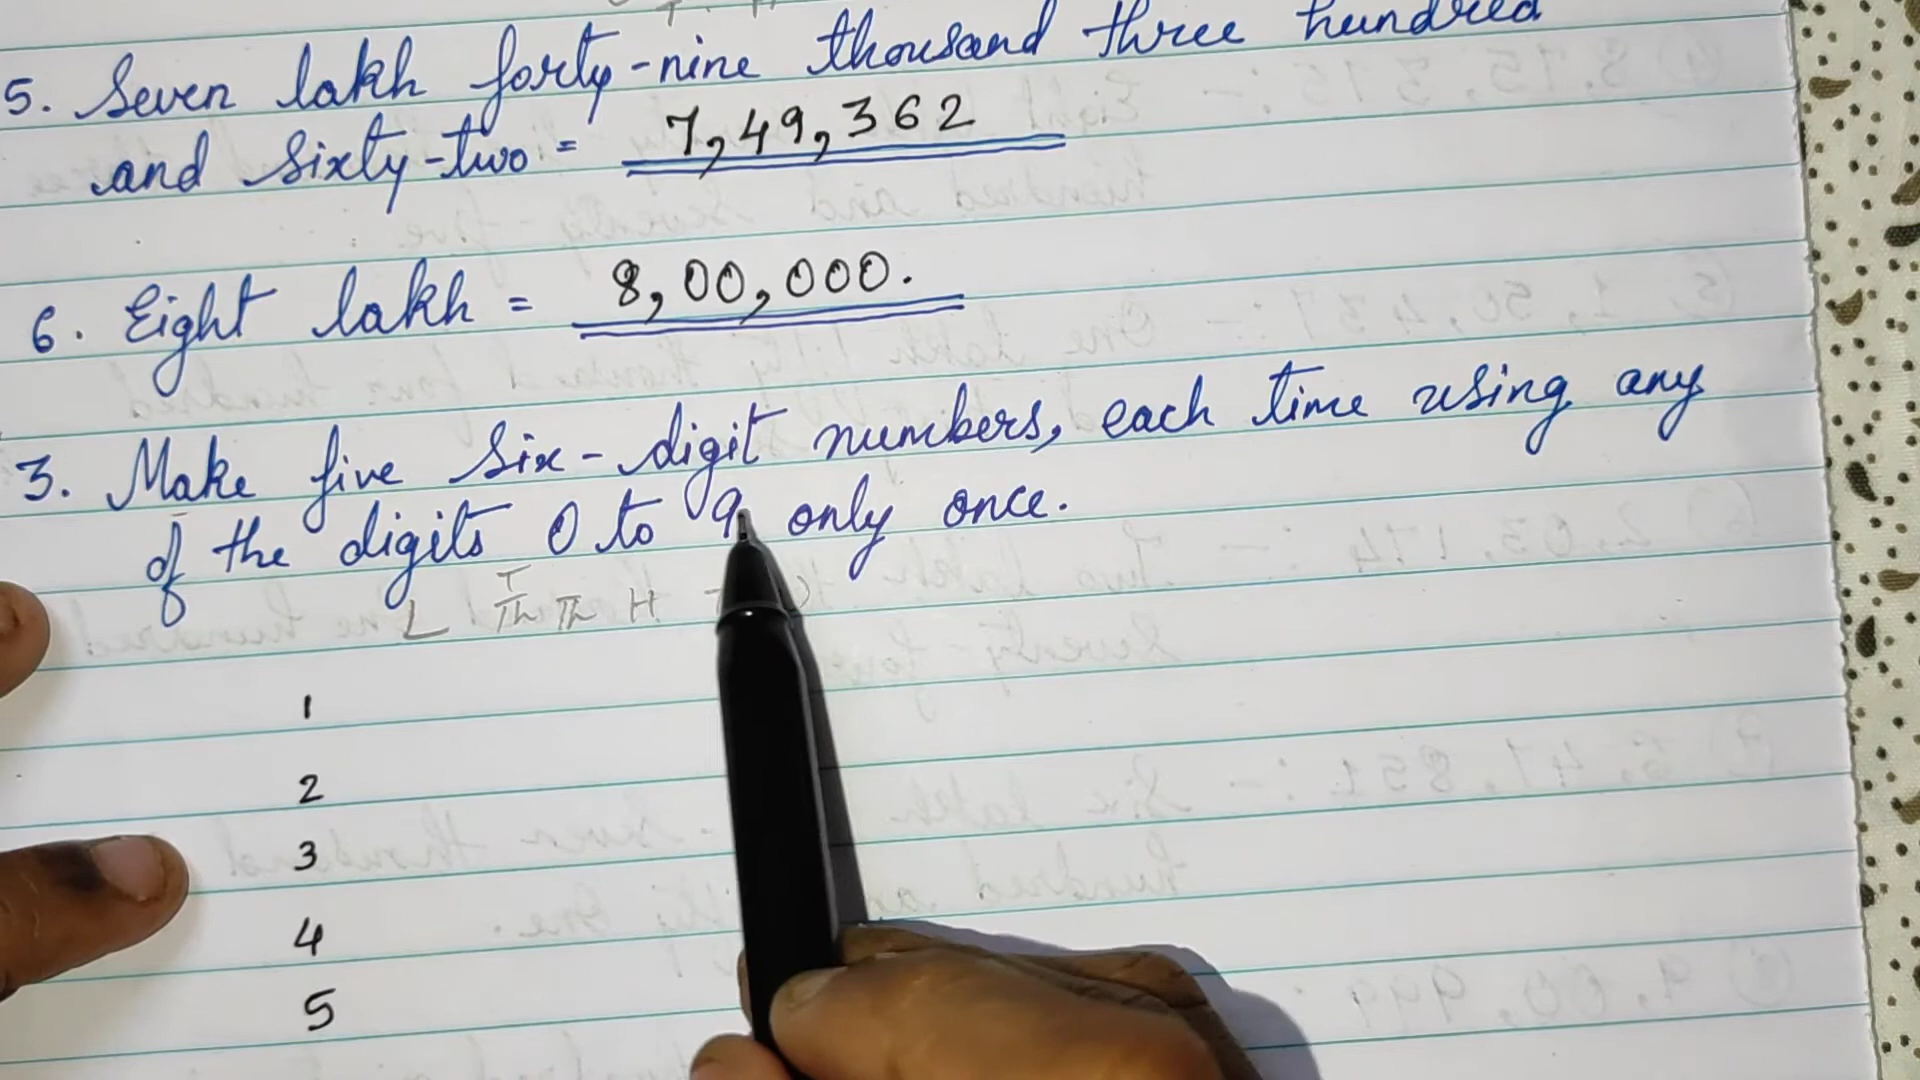 5. Seven lakh forty-nine thousand three hundred
and sixty-two = 7,49,362
6. Eight lakh = 8,00,000.
3. Make five six-digit numbers, each time using any
of the digits 0 to 9 only once.
L T Th Th H
1
2
3
4
5